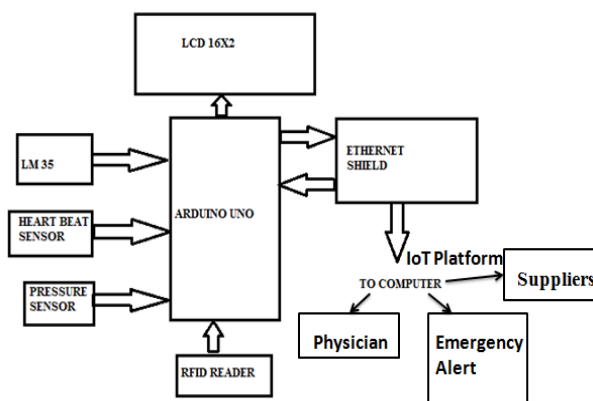 LCD 16X2
LM 35
HEART BEAT
SENSOR
PRESSURE
SENSOR
ARDUINO UNO
RFID READER
ETHERNET
SHIELD
IoT Platform
TO COMPUTER
Suppliers
Physician
Emergency
Alert